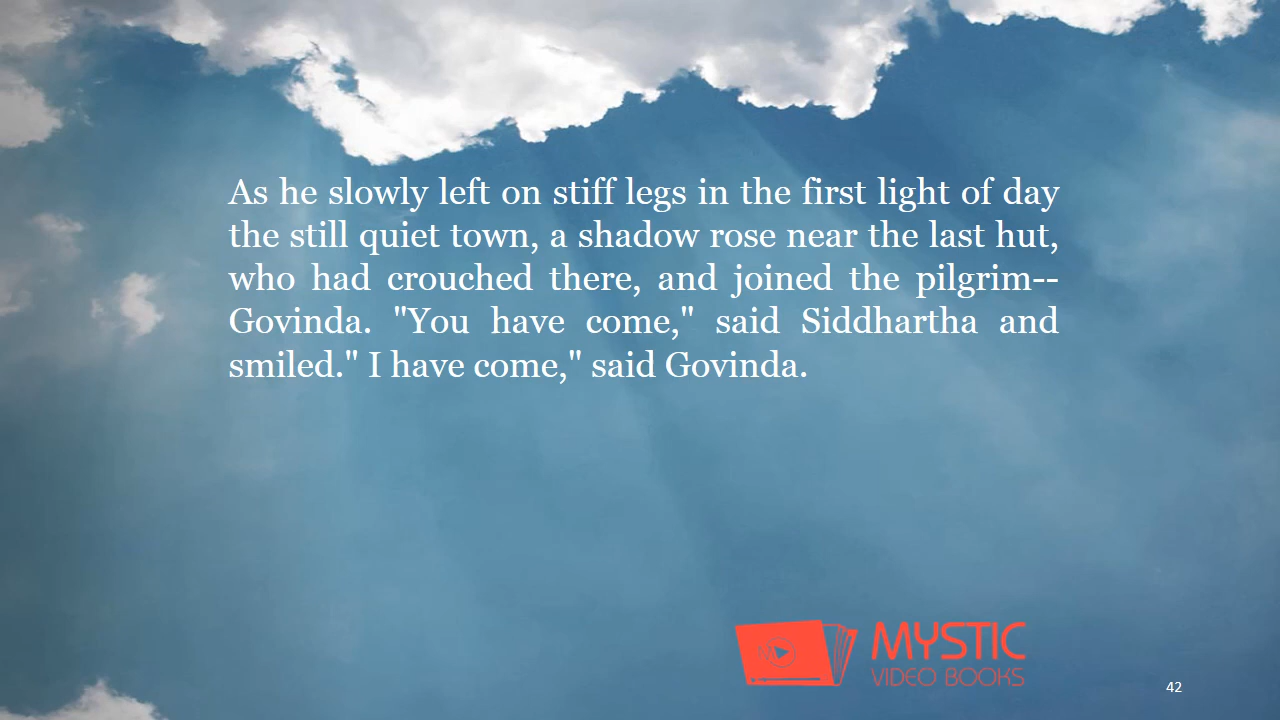 As he slowly left on stiff legs in the first light of day
the still quiet town, a shadow rose near the last hut,
who had crouched there, and joined the pilgrim--
Govinda. "You have come," said Siddhartha and
smiled." I have come," said Govinda.
MYSTIC
VIDEO BOOKS
42